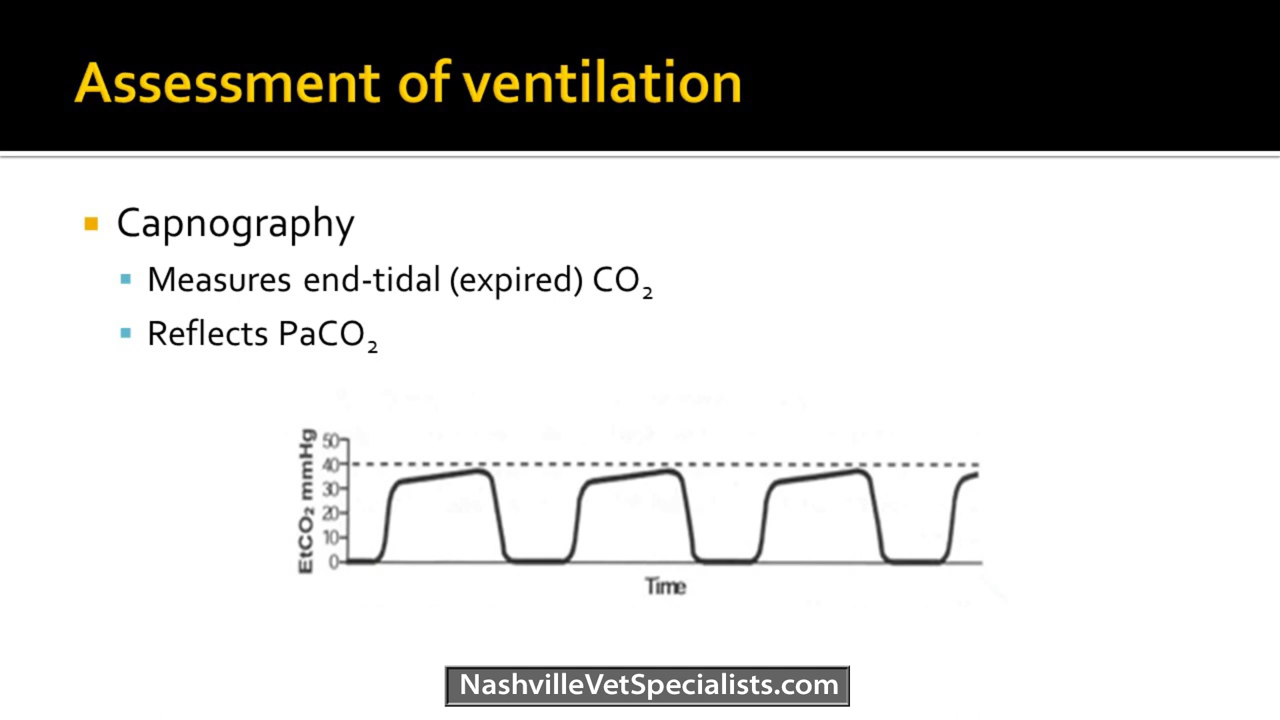 Assessment of ventilation
Capnography
Measures end-tidal (expired) CO₂
Reflects PaCO₂
EtCO₂ mmHg
50
40
30
20
10
0
Time
NashvilleVetSpecialists.com